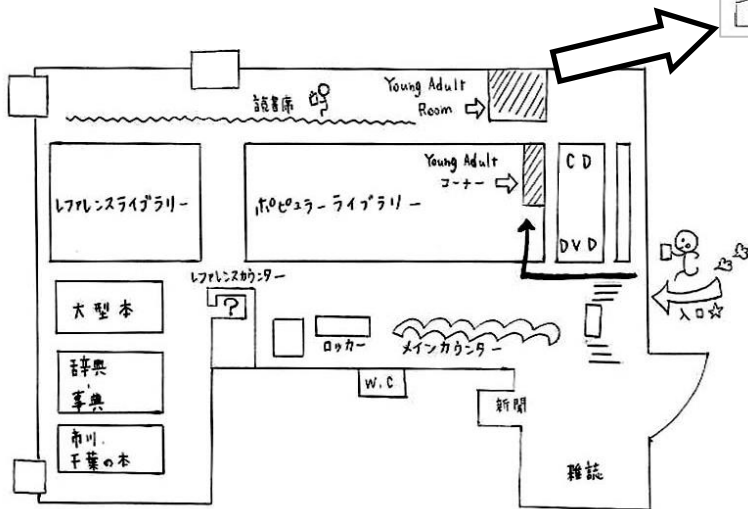 Young Adult
Room
読書席
Young Adult
コーナー
CD
DVD
レファレンスライブラリー
ポピュラーライブラリー
入口☆
レファレンスカウンター
?
大型本
ロッカー
メインカウンター
辞典・
事典
W.C
新聞
市川・
千葉の本
雑誌